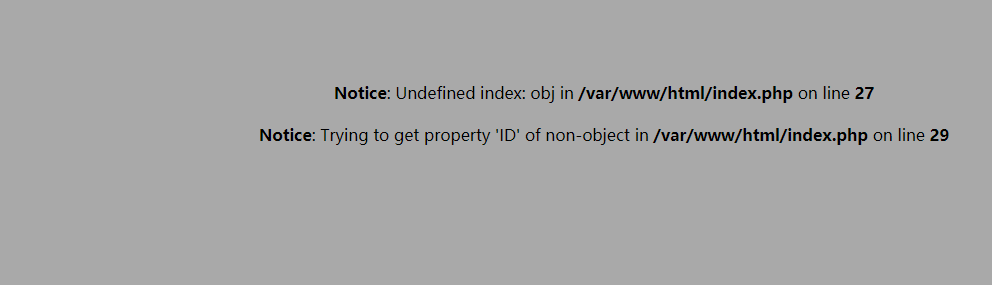 Notice: Undefined index: obj in /var/www/html/index.php on line 27
Notice: Trying to get property 'ID' of non-object in /var/www/html/index.php on line 29